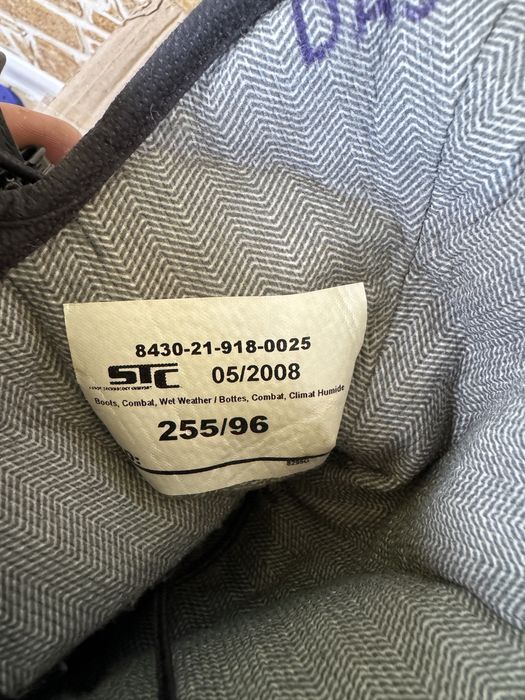 8430-21-918-0025
STC 05/2008
Boots, Combat, Wet Weather / Bottes, Combat, Climat Humide
255/96